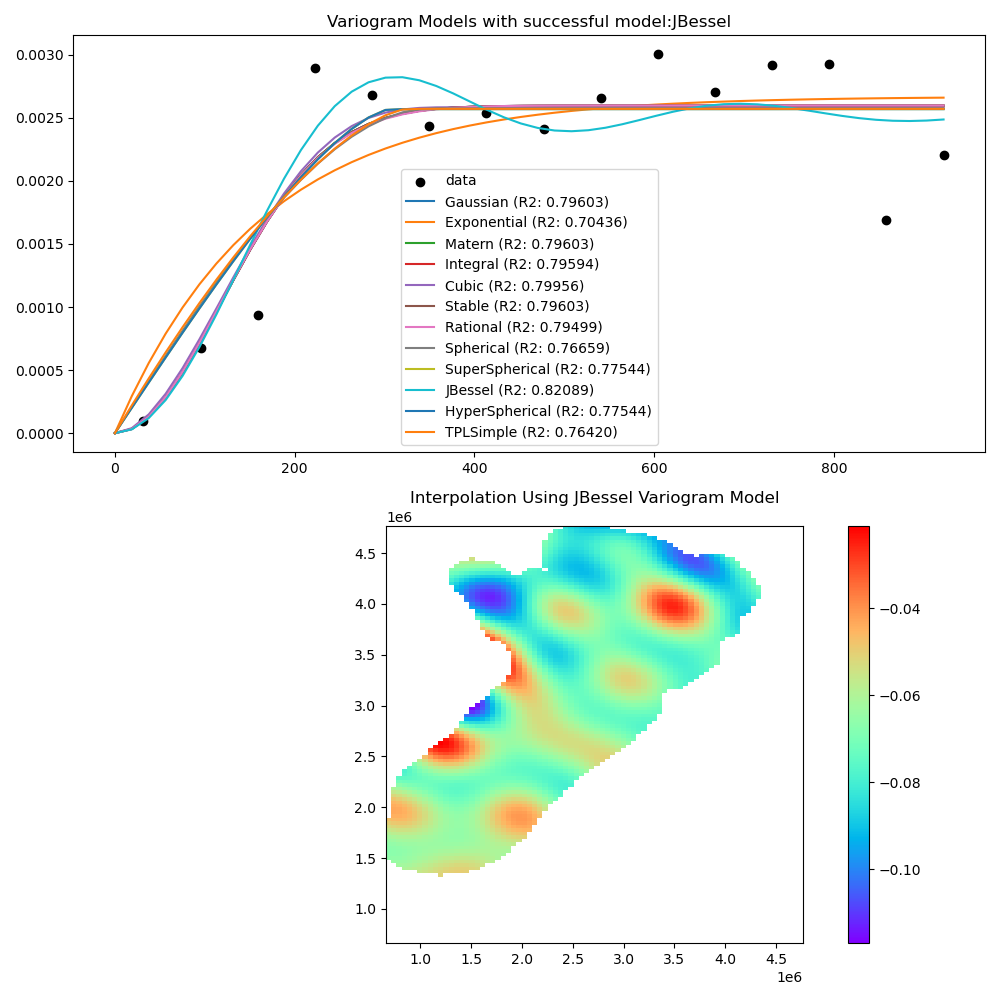 Variogram Models with successful model:JBessel
0.0030
0.0025
0.0020
0.0015
0.0010
0.0005
0.0000
data
Gaussian (R2: 0.79603)
Exponential (R2: 0.70436)
Matern (R2: 0.79603)
Integral (R2: 0.79594)
Cubic (R2: 0.79956)
Stable (R2: 0.79603)
Rational (R2: 0.79499)
Spherical (R2: 0.76659)
SuperSpherical (R2: 0.77544)
JBessel (R2: 0.82089)
HyperSpherical (R2: 0.77544)
TPLSimple (R2: 0.76420)
0 200 400 600 800
Interpolation Using JBessel Variogram Model
1e6
4.5
4.0
3.5
3.0
2.5
2.0
1.5
1.0
1.0 1.5 2.0 2.5 3.0 3.5 4.0 4.5
1e6
−0.04
−0.06
−0.08
−0.10